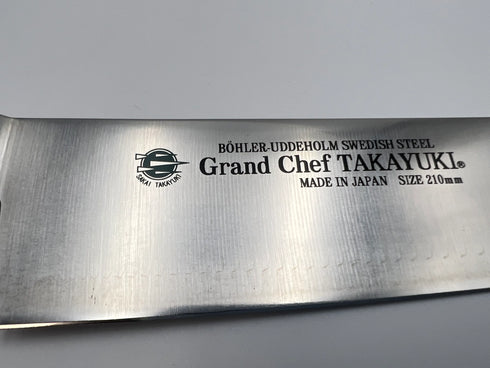 BÖHLER-UDDEHOLM SWEDISH STEEL
Grand Chef TAKAYUKI®
MADE IN JAPAN SIZE 210mm
SAKAI TAKAYUKI